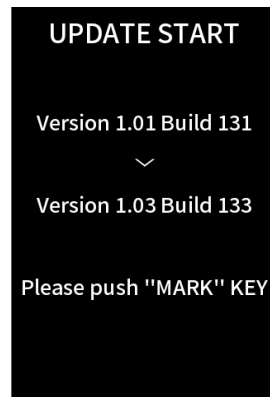 UPDATE START
Version 1.01 Build 131
Version 1.03 Build 133
Please push ''MARK'' KEY